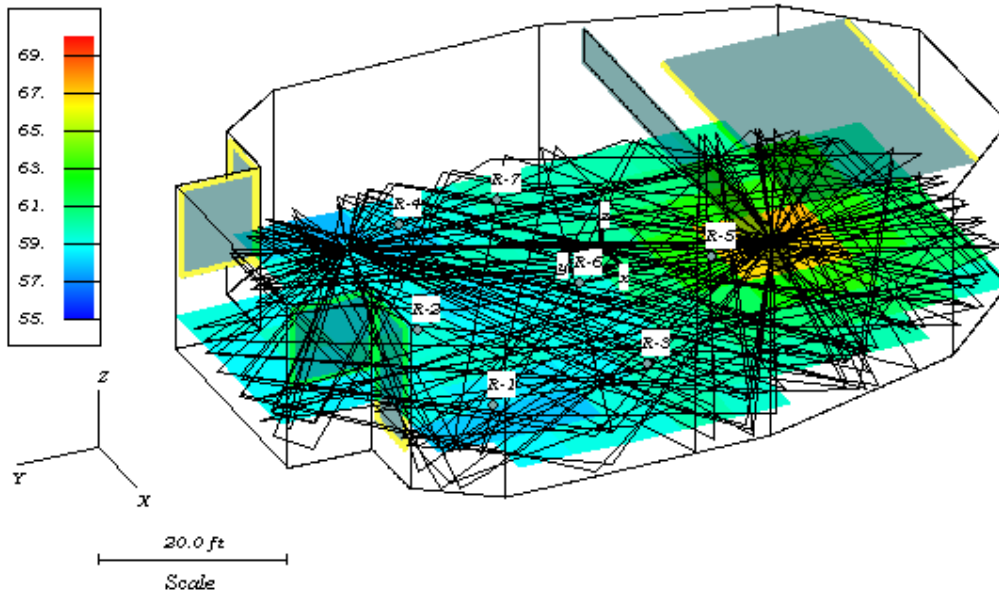 69.
67.
65.
63.
61.
59.
57.
55.
R-7
R-4
z
R-5
y
R-6
R-2
R-3
R-1
Z
Y
X
20.0 ft
Scale